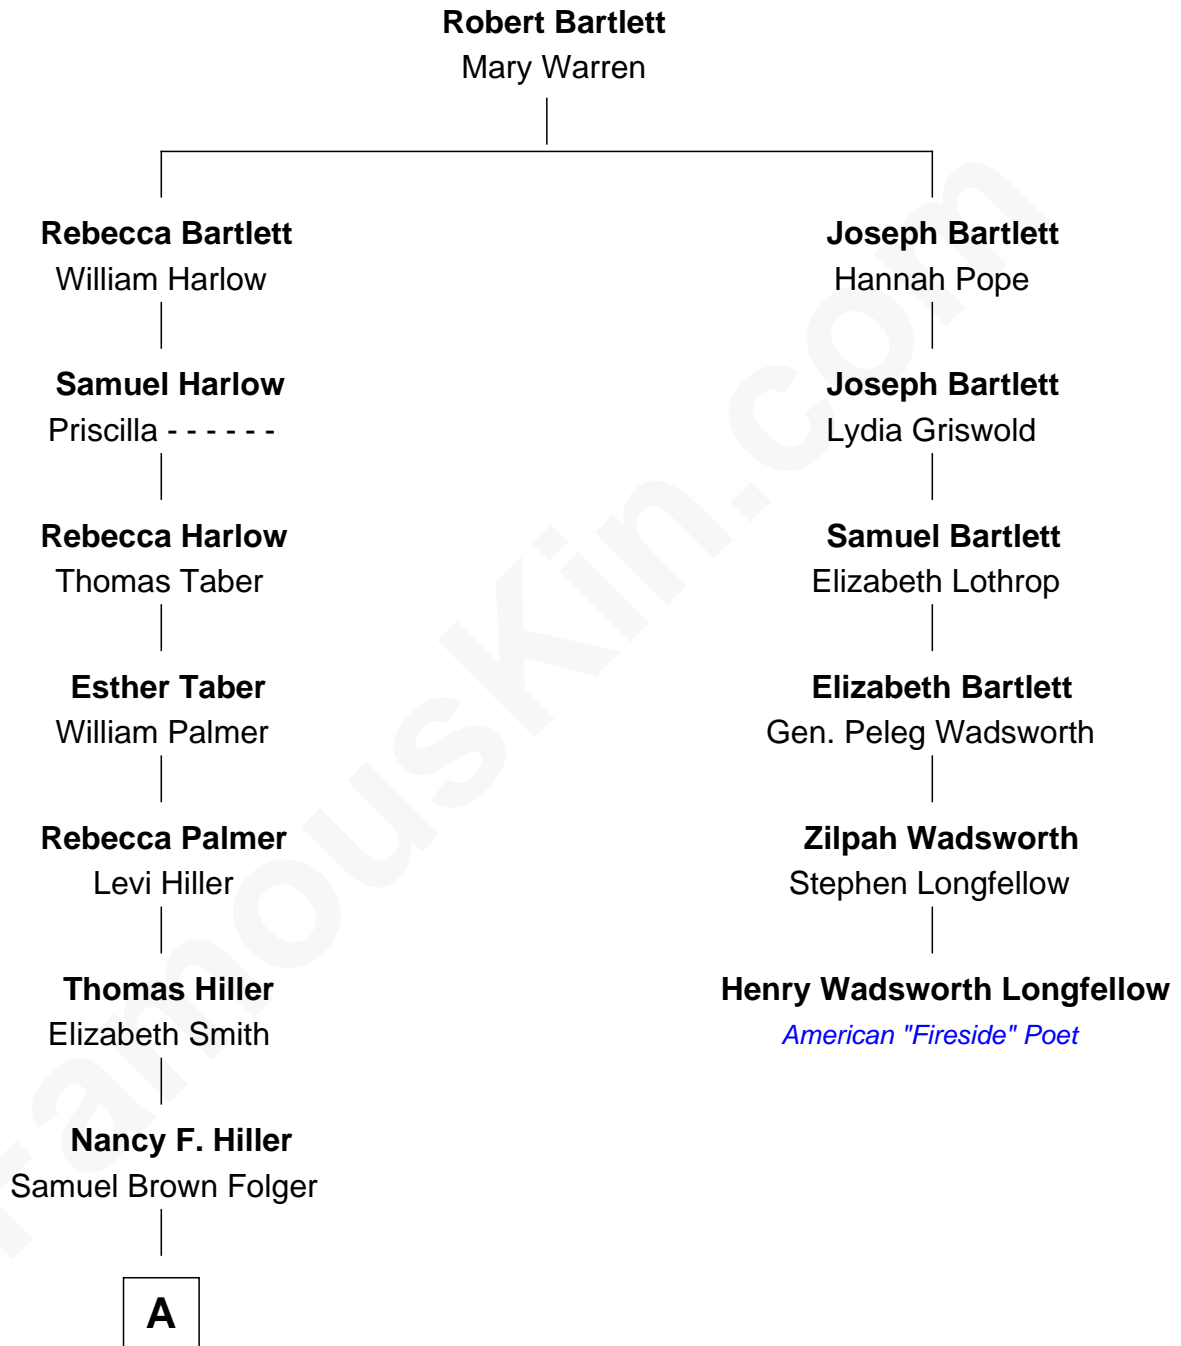 Robert Bartlett
Mary Warren
Rebecca Bartlett
William Harlow
Joseph Bartlett
Hannah Pope
Samuel Harlow
Priscilla - - - - - -
Joseph Bartlett
Lydia Griswold
Rebecca Harlow
Thomas Taber
Samuel Bartlett
Elizabeth Lothrop
Esther Taber
William Palmer
Elizabeth Bartlett
Gen. Peleg Wadsworth
Rebecca Palmer
Levi Hiller
Zilpah Wadsworth
Stephen Longfellow
Thomas Hiller
Elizabeth Smith
Henry Wadsworth Longfellow
American "Fireside" Poet
Nancy F. Hiller
Samuel Brown Folger
A
FamousKin.com